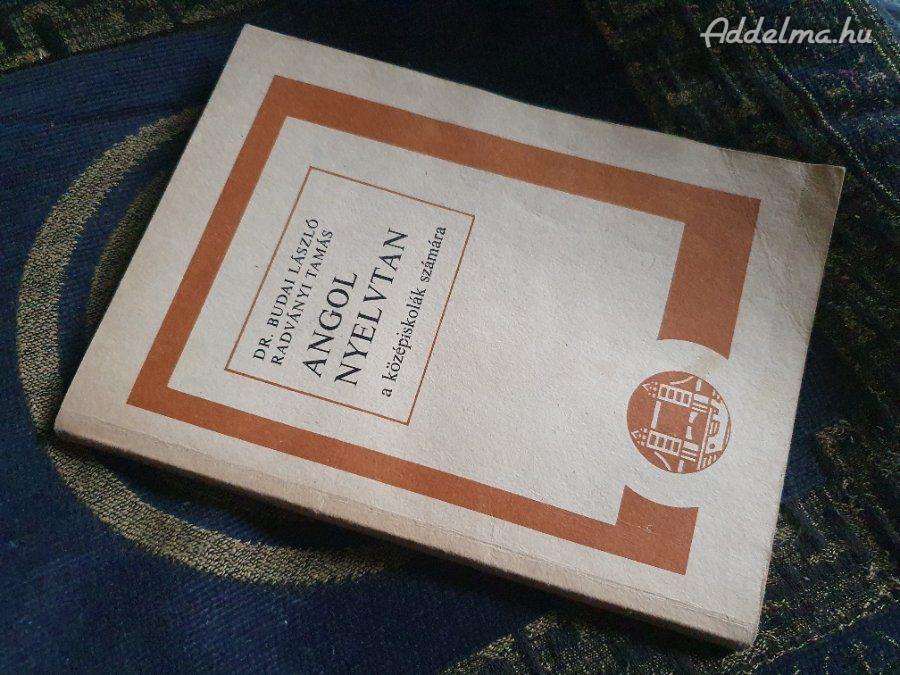 Addelma.hu
DR. BUDAI LÁSZLÓ
RADVÁNYI TAMÁS
ANGOL
NYELVTAN
a középiskolák számára